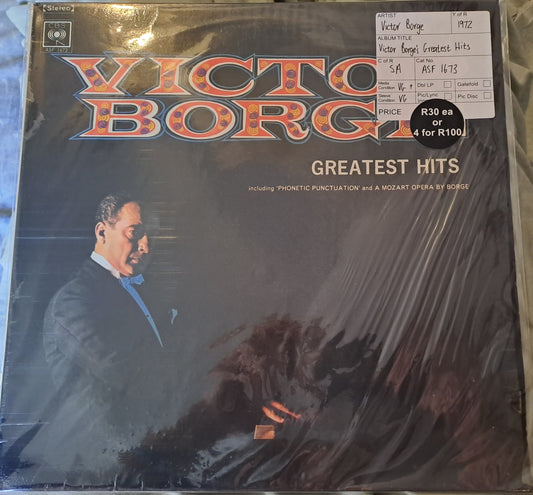 [Stereo]
CBS
ASF 1673
VICTO
BORG
GREATEST HITS
including 'PHONETIC PUNCTUATION' and A MOZART OPERA BY BORGE
ARTIST
Y of R
Victor Borge
1972
ALBUM TITLE
Victor Borge's Greatest Hits
C of R
Cat No
SA
ASF 1673
Media
Condition
VG+
Dbl LP
Gatefold
Sleeve
Condition
VG
Pic/Lyric
Pic Disc
PRICE
R30 ea
or
4 for R100